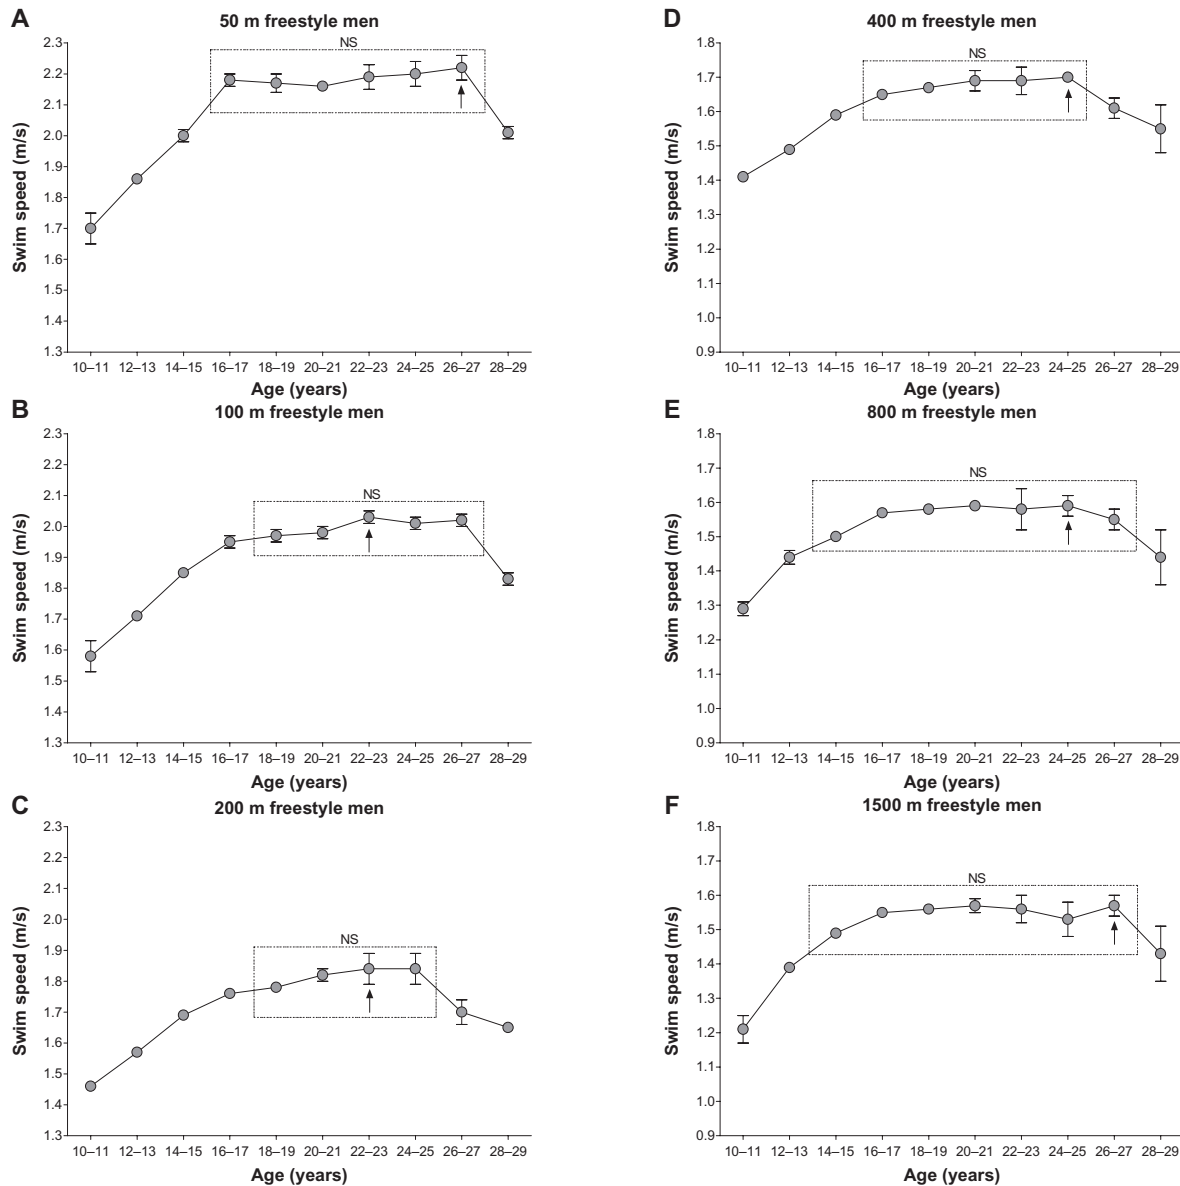 A
50 m freestyle men
NS
2.3
2.2
2.1
2.0
1.9
1.8
1.7
1.6
1.5
1.4
1.3
Swim speed (m/s)
10–11 12–13 14–15 16–17 18–19 20–21 22–23 24–25 26–27 28–29
Age (years)
B
100 m freestyle men
NS
2.3
2.2
2.1
2.0
1.9
1.8
1.7
1.6
1.5
1.4
1.3
Swim speed (m/s)
10–11 12–13 14–15 16–17 18–19 20–21 22–23 24–25 26–27 28–29
Age (years)
C
200 m freestyle men
NS
2.3
2.2
2.1
2.0
1.9
1.8
1.7
1.6
1.5
1.4
1.3
Swim speed (m/s)
10–11 12–13 14–15 16–17 18–19 20–21 22–23 24–25 26–27 28–29
Age (years)
D
400 m freestyle men
NS
1.8
1.7
1.6
1.5
1.4
1.3
1.2
1.1
1.0
0.9
Swim speed (m/s)
10–11 12–13 14–15 16–17 18–19 20–21 22–23 24–25 26–27 28–29
Age (years)
E
800 m freestyle men
NS
1.8
1.7
1.6
1.5
1.4
1.3
1.2
1.1
1.0
0.9
Swim speed (m/s)
10–11 12–13 14–15 16–17 18–19 20–21 22–23 24–25 26–27 28–29
Age (years)
F
1500 m freestyle men
NS
1.8
1.7
1.6
1.5
1.4
1.3
1.2
1.1
1.0
0.9
Swim speed (m/s)
10–11 12–13 14–15 16–17 18–19 20–21 22–23 24–25 26–27 28–29
Age (years)